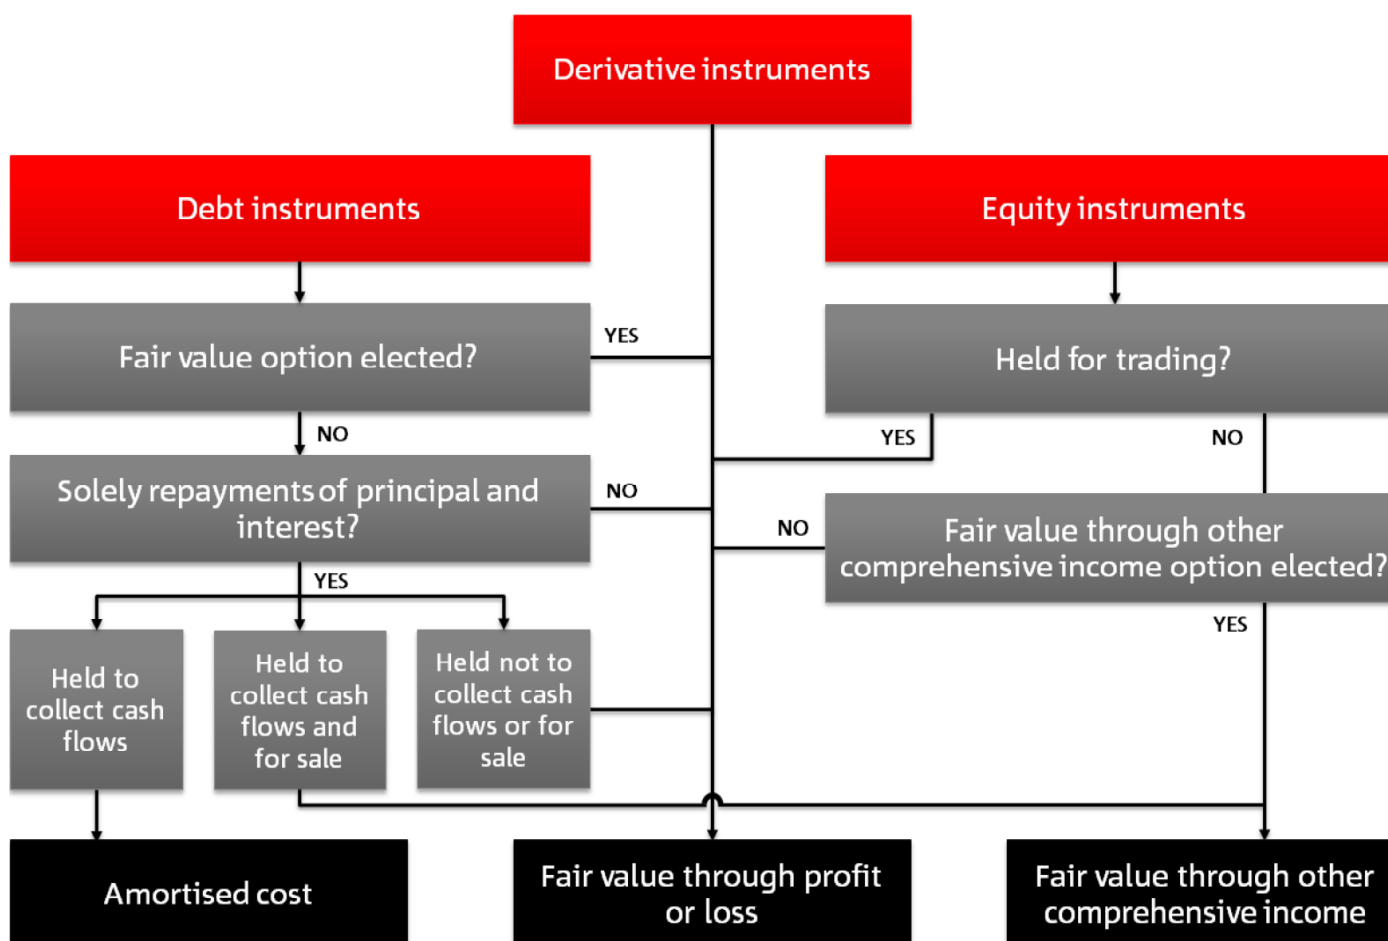 Derivative instruments
Debt instruments
Equity instruments
Fair value option elected?
YES
Held for trading?
NO
YES
NO
Solely repayments of principal and
interest?
NO
NO
Fair value through other
comprehensive income option elected?
YES
YES
Held to
collect cash
flows
Held to
collect cash
flows and
for sale
Held not to
collect cash
flows or for
sale
Amortised cost
Fair value through profit
or loss
Fair value through other
comprehensive income